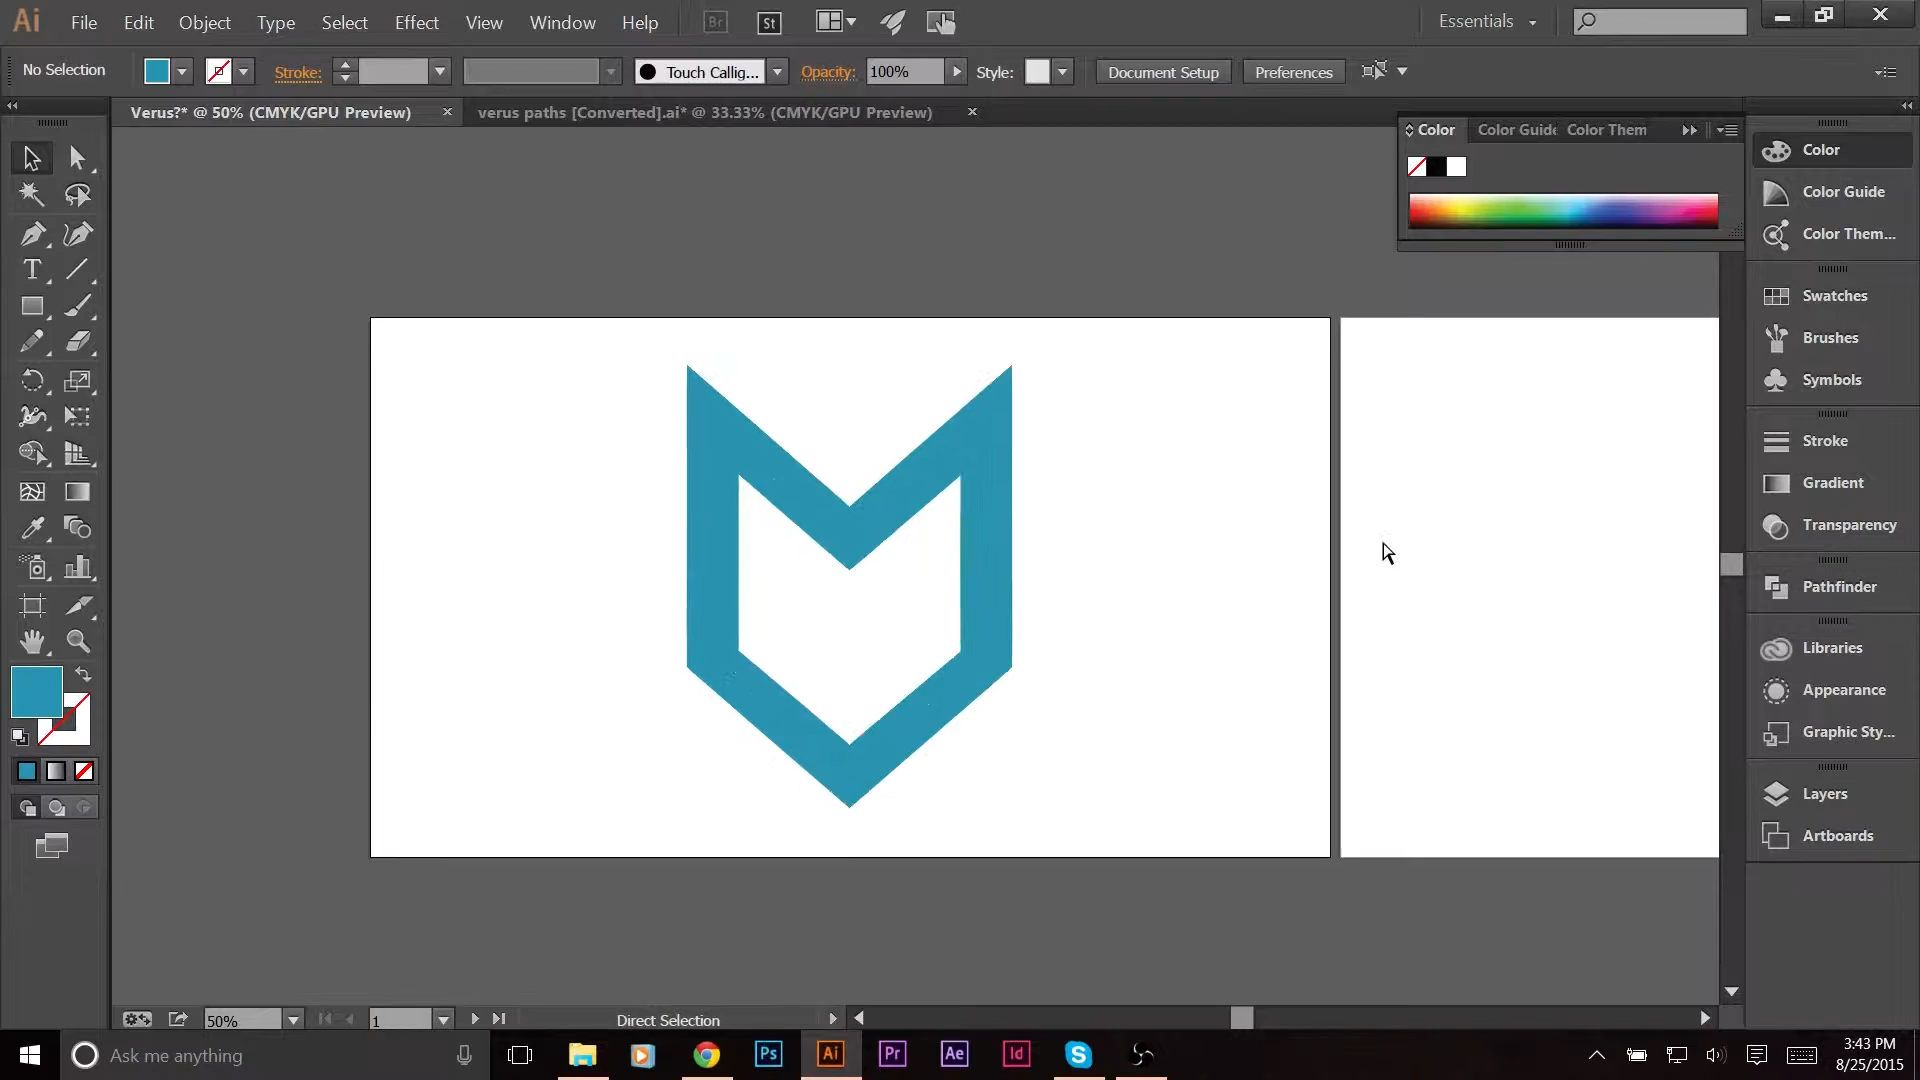 Ai File Edit Object Type Select Effect View Window Help Br St Essentials
No Selection Stroke: Touch Callig... Opacity: 100% Style: Document Setup Preferences
Verus?* @ 50% (CMYK/GPU Preview) × verus paths [Converted].ai* @ 33.33% (CMYK/GPU Preview) ×
Color Color Guide Color Them
Color
Color Guide
Color Them...
Swatches
Brushes
Symbols
Stroke
Gradient
Transparency
Pathfinder
Libraries
Appearance
Graphic Sty...
Layers
Artboards
T
50% 1 Direct Selection
Ask me anything Ps Ai Pr Ae Id S 3:43 PM
8/25/2015